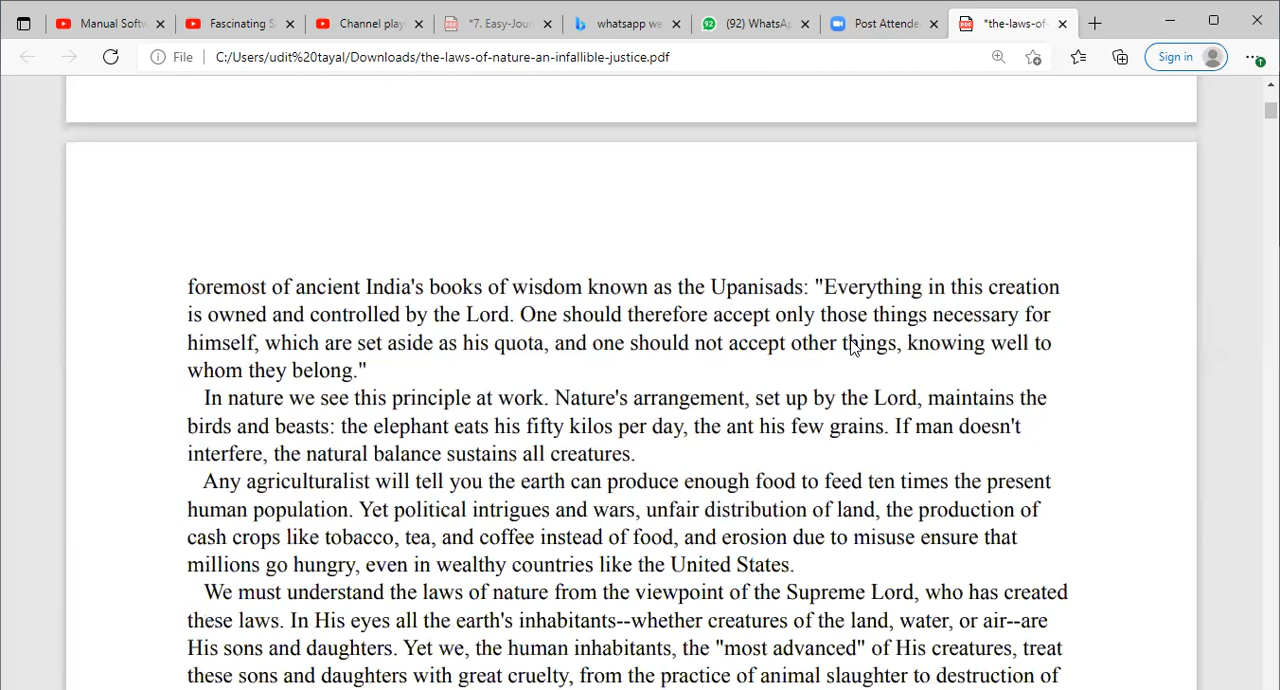 Manual Softw
Fascinating S
Channel play
*7. Easy-Jour
whatsapp we
(92) WhatsAp
Post Attende
*the-laws-of-
File
C:/Users/udit%20tayal/Downloads/the-laws-of-nature-an-infallible-justice.pdf
Sign in
foremost of ancient India's books of wisdom known as the Upanisads: "Everything in this creation
is owned and controlled by the Lord. One should therefore accept only those things necessary for
himself, which are set aside as his quota, and one should not accept other things, knowing well to
whom they belong."
In nature we see this principle at work. Nature's arrangement, set up by the Lord, maintains the
birds and beasts: the elephant eats his fifty kilos per day, the ant his few grains. If man doesn't
interfere, the natural balance sustains all creatures.
Any agriculturalist will tell you the earth can produce enough food to feed ten times the present
human population. Yet political intrigues and wars, unfair distribution of land, the production of
cash crops like tobacco, tea, and coffee instead of food, and erosion due to misuse ensure that
millions go hungry, even in wealthy countries like the United States.
We must understand the laws of nature from the viewpoint of the Supreme Lord, who has created
these laws. In His eyes all the earth's inhabitants--whether creatures of the land, water, or air--are
His sons and daughters. Yet we, the human inhabitants, the "most advanced" of His creatures, treat
these sons and daughters with great cruelty, from the practice of animal slaughter to destruction of